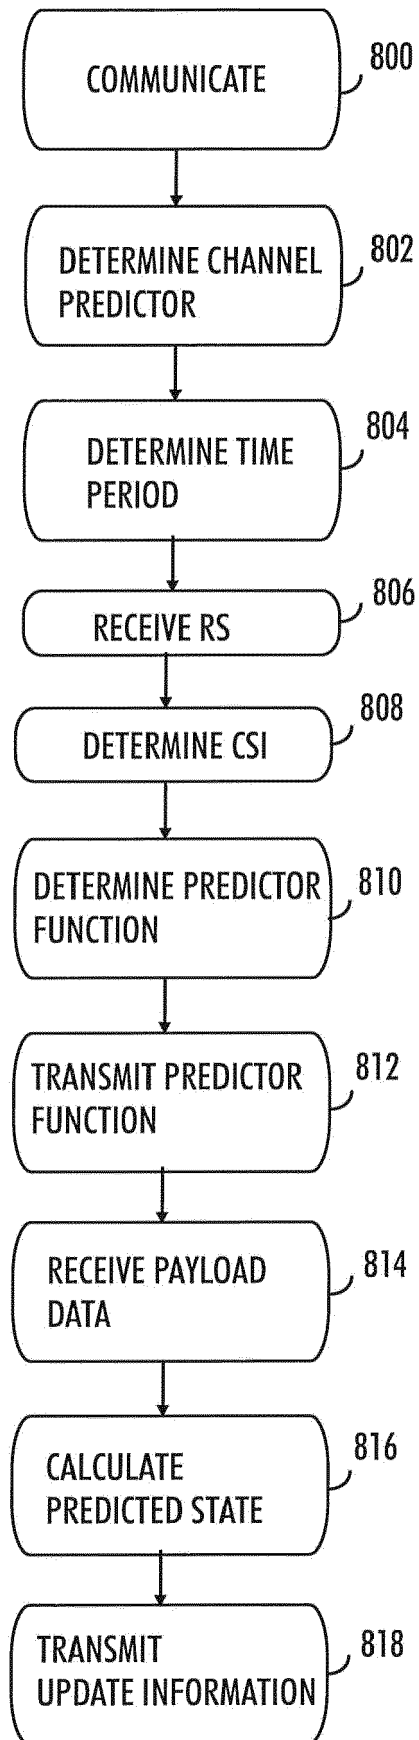 COMMUNICATE
800
DETERMINE CHANNEL
PREDICTOR
802
DETERMINE TIME
PERIOD
804
RECEIVE RS
806
DETERMINE CSI
808
DETERMINE PREDICTOR
FUNCTION
810
TRANSMIT PREDICTOR
FUNCTION
812
RECEIVE PAYLOAD
DATA
814
CALCULATE
PREDICTED STATE
816
TRANSMIT
UPDATE INFORMATION
818